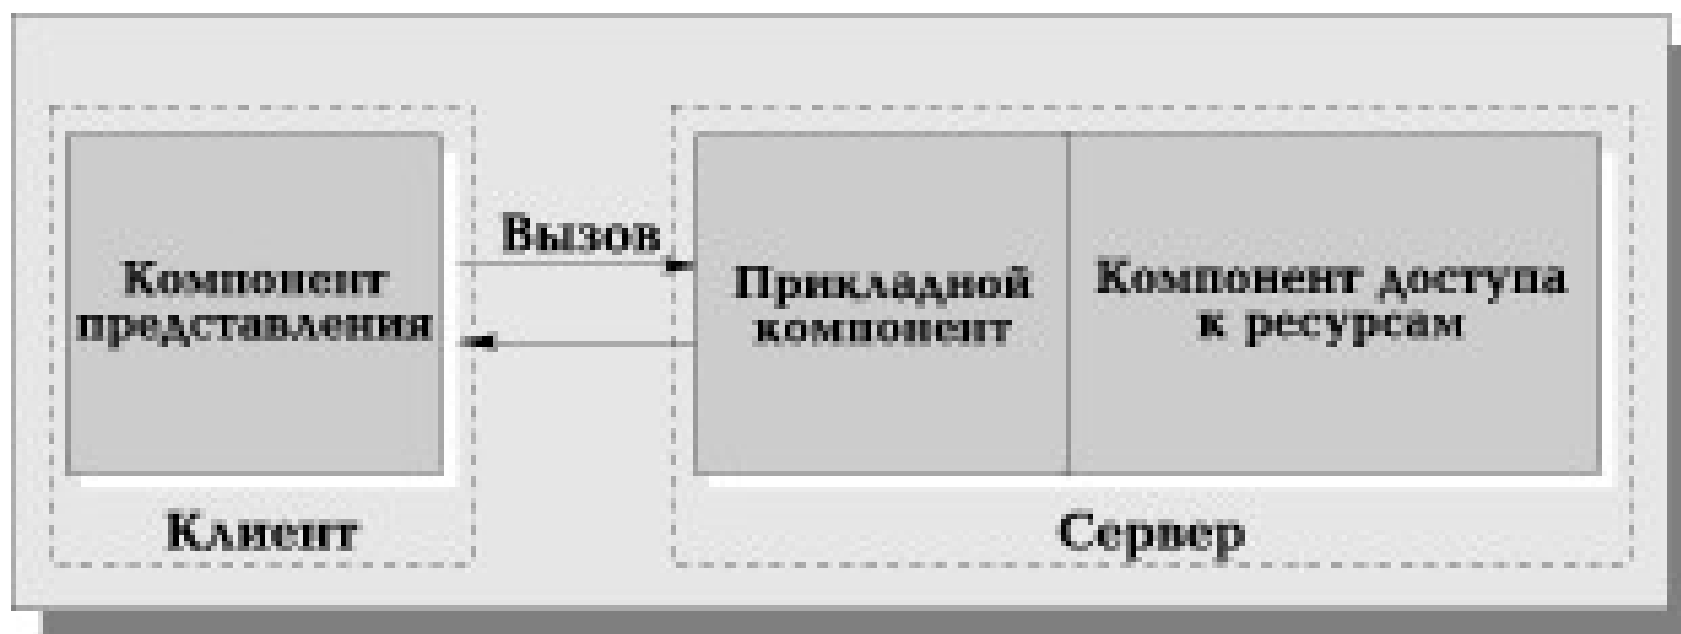 Вызов
Компонент
представления
Прикладной
компонент
Компонент доступа
к ресурсам
Клиент
Сервер